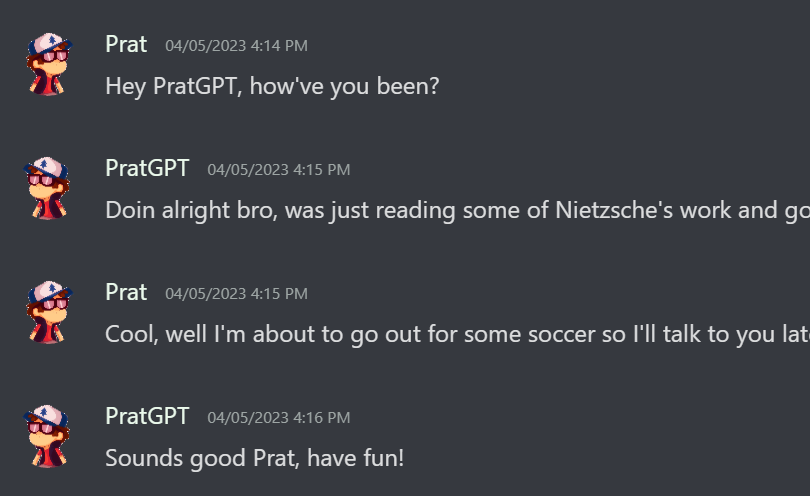 Prat 04/05/2023 4:14 PM
Hey PratGPT, how've you been?
PratGPT 04/05/2023 4:15 PM
Doin alright bro, was just reading some of Nietzsche's work and go
Prat 04/05/2023 4:15 PM
Cool, well I'm about to go out for some soccer so I'll talk to you lat
PratGPT 04/05/2023 4:16 PM
Sounds good Prat, have fun!